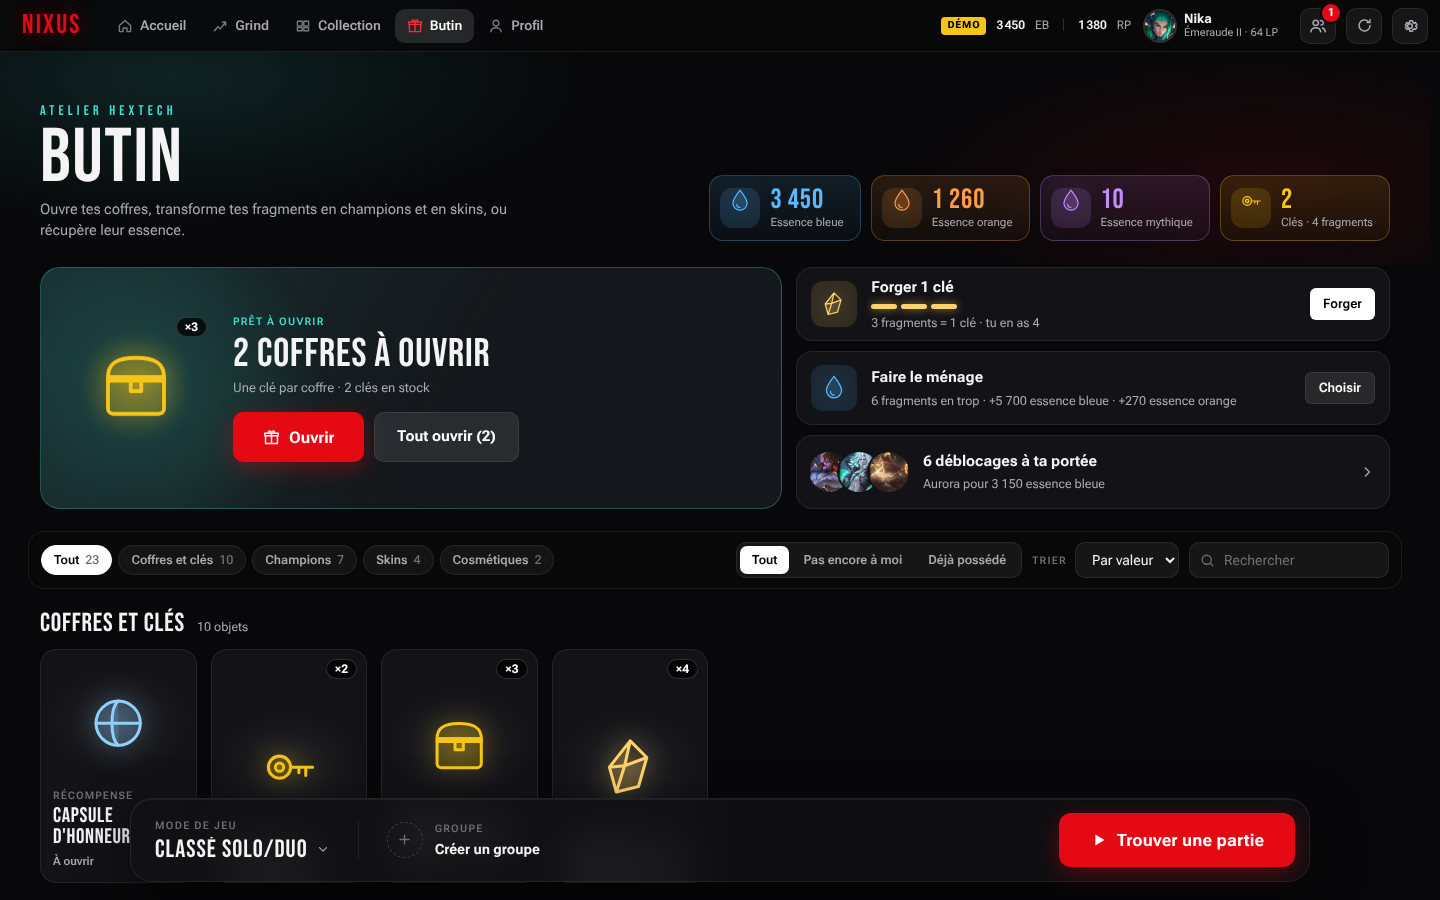 NIXUS
Accueil
Grind
Collection
Butin
Profil
DÉMO
3 450 EB
1 380 RP
Nika
Émeraude II · 64 LP
1
ATELIER HEXTECH
BUTIN
Ouvre tes coffres, transforme tes fragments en champions et en skins, ou
récupère leur essence.
3 450
Essence bleue
1 260
Essence orange
10
Essence mythique
2
Clés · 4 fragments
×3
PRÊT À OUVRIR
2 COFFRES À OUVRIR
Une clé par coffre · 2 clés en stock
Ouvrir
Tout ouvrir (2)
Forger 1 clé
3 fragments = 1 clé · tu en as 4
Forger
Faire le ménage
6 fragments en trop · +5 700 essence bleue · +270 essence orange
Choisir
6 déblocages à ta portée
Aurora pour 3 150 essence bleue
Tout 23
Coffres et clés 10
Champions 7
Skins 4
Cosmétiques 2
Tout
Pas encore à moi
Déjà possédé
TRIER
Par valeur
Rechercher
COFFRES ET CLÉS 10 objets
×2
×3
×4
RÉCOMPENSE
CAPSULE
D'HONNEUR
À ouvrir
MODE DE JEU
CLASSÉ SOLO/DUO
GROUPE
Créer un groupe
Trouver une partie